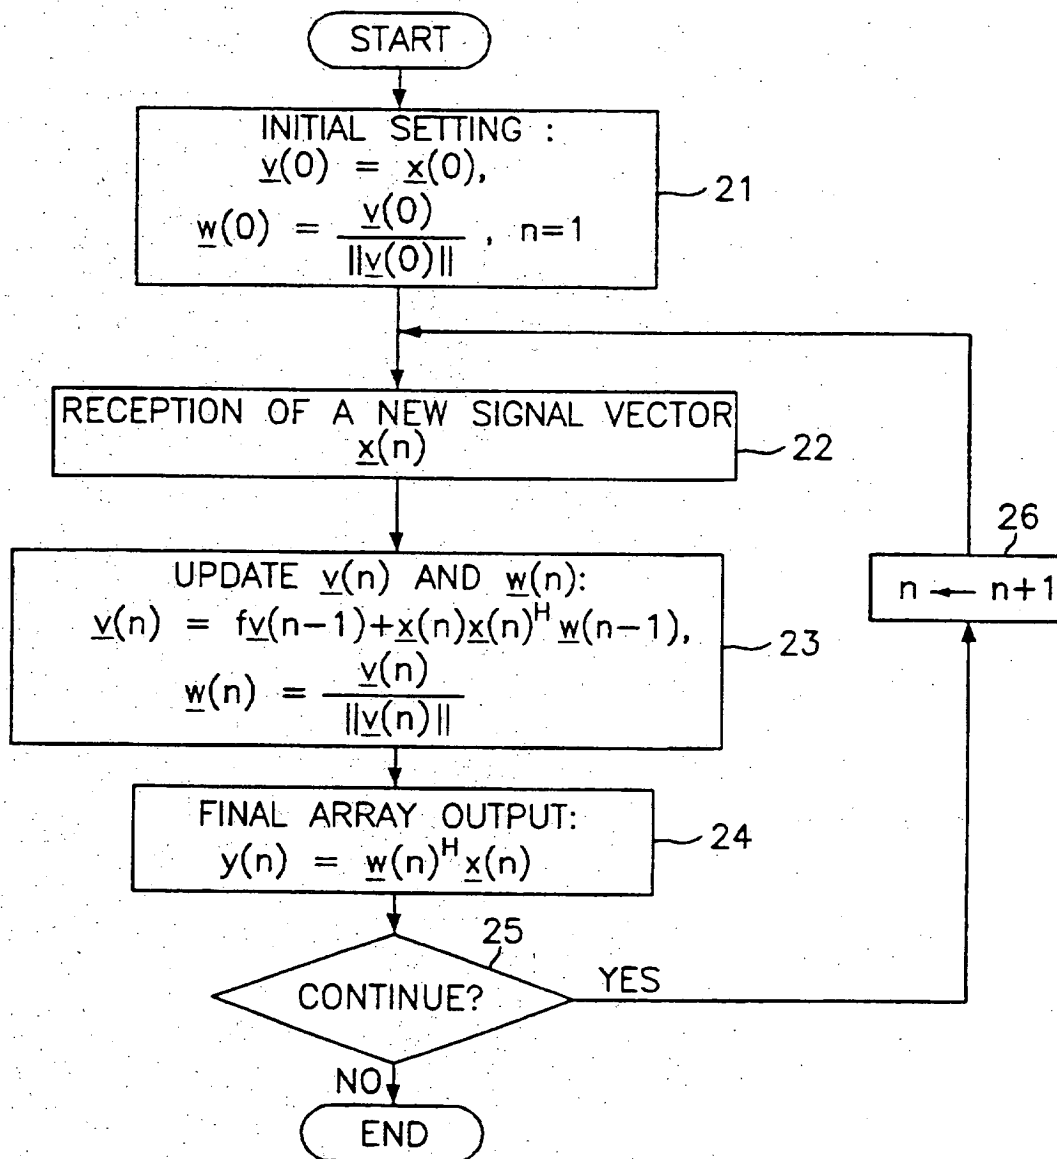 START
INITIAL SETTING :
v(0) = x(0),
w(0) = v(0) / ||v(0)|| , n=1
21
RECEPTION OF A NEW SIGNAL VECTOR
x(n)
22
UPDATE v(n) AND w(n):
v(n) = fv(n-1)+x(n)x(n)^H w(n-1),
w(n) = v(n) / ||v(n)||
23
26
n ← n+1
FINAL ARRAY OUTPUT:
y(n) = w(n)^H x(n)
24
25
CONTINUE?
YES
NO
END